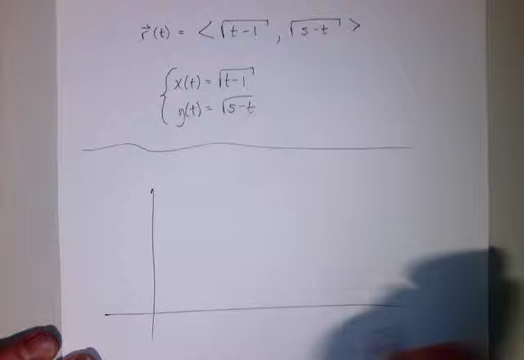 r⃗(t) = <√t-1, √5-t>
x(t) = √t-1
y(t) = √5-t